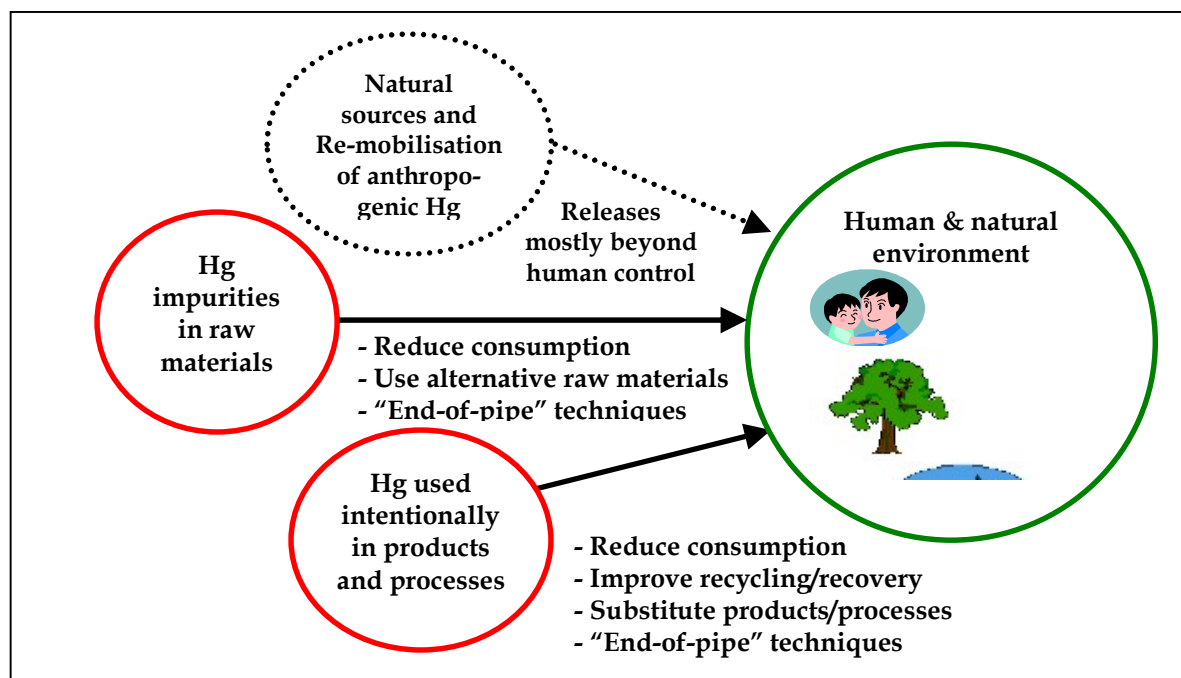 Natural
sources and
Re-mobilisation
of anthropo-
genic Hg
Releases
mostly beyond
human control
Human & natural
environment
Hg
impurities
in raw
materials
- Reduce consumption
- Use alternative raw materials
- “End-of-pipe” techniques
Hg used
intentionally
in products
and processes
- Reduce consumption
- Improve recycling/recovery
- Substitute products/processes
- “End-of-pipe” techniques